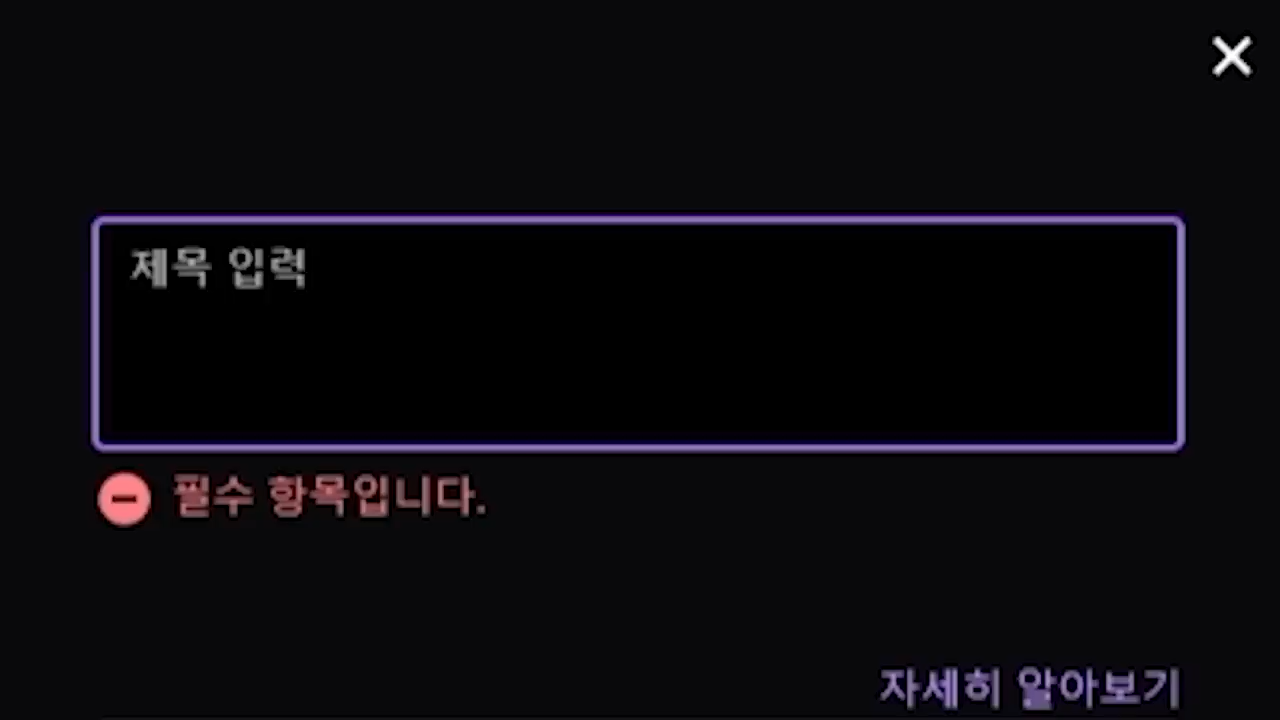 제목 입력
필수 항목입니다.
자세히 알아보기